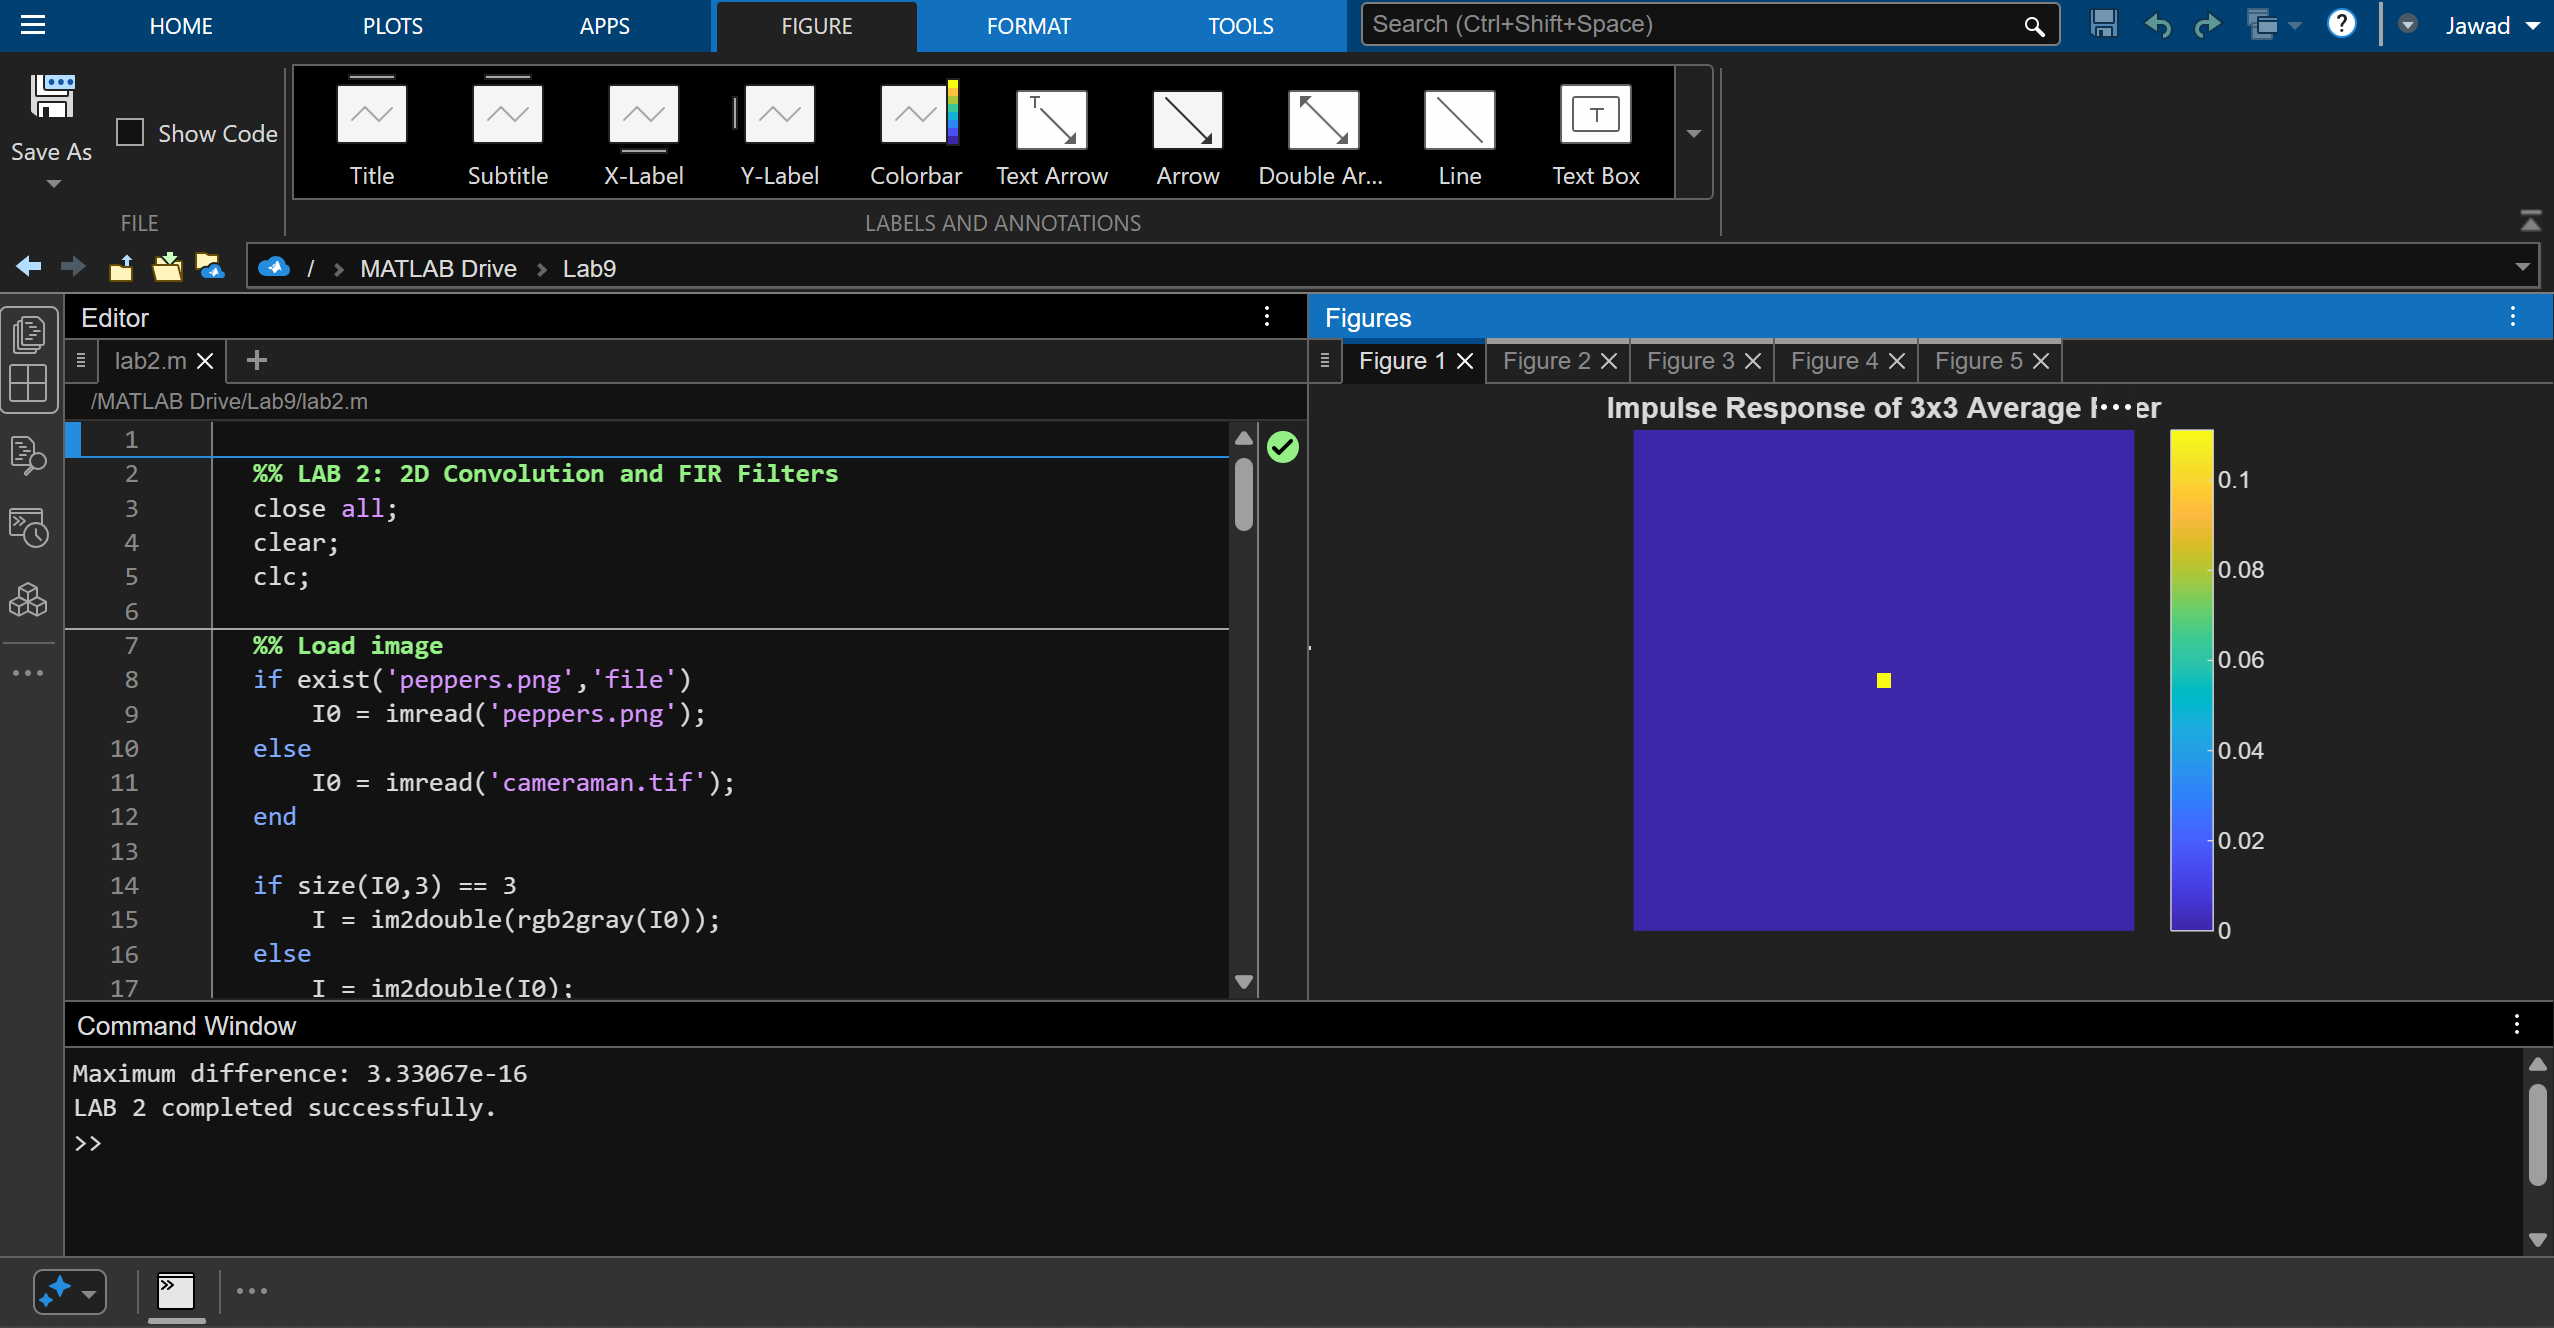 HOME PLOTS APPS FIGURE FORMAT TOOLS Search (Ctrl+Shift+Space) Jawad
Save As
Show Code
Title Subtitle X-Label Y-Label Colorbar Text Arrow Arrow Double Ar... Line Text Box
FILE LABELS AND ANNOTATIONS
/ > MATLAB Drive > Lab9
Editor
lab2.m
/MATLAB Drive/Lab9/lab2.m
1
2 %% LAB 2: 2D Convolution and FIR Filters
3 close all;
4 clear;
5 clc;
6
7 %% Load image
8 if exist('peppers.png','file')
9 I0 = imread('peppers.png');
10 else
11 I0 = imread('cameraman.tif');
12 end
13
14 if size(I0,3) == 3
15 I = im2double(rgb2gray(I0));
16 else
17 I = im2double(I0);
Figures
Figure 1 Figure 2 Figure 3 Figure 4 Figure 5
Impulse Response of 3x3 Average
0.1
0.08
0.06
0.04
0.02
0
Command Window
Maximum difference: 3.33067e-16
LAB 2 completed successfully.
>>